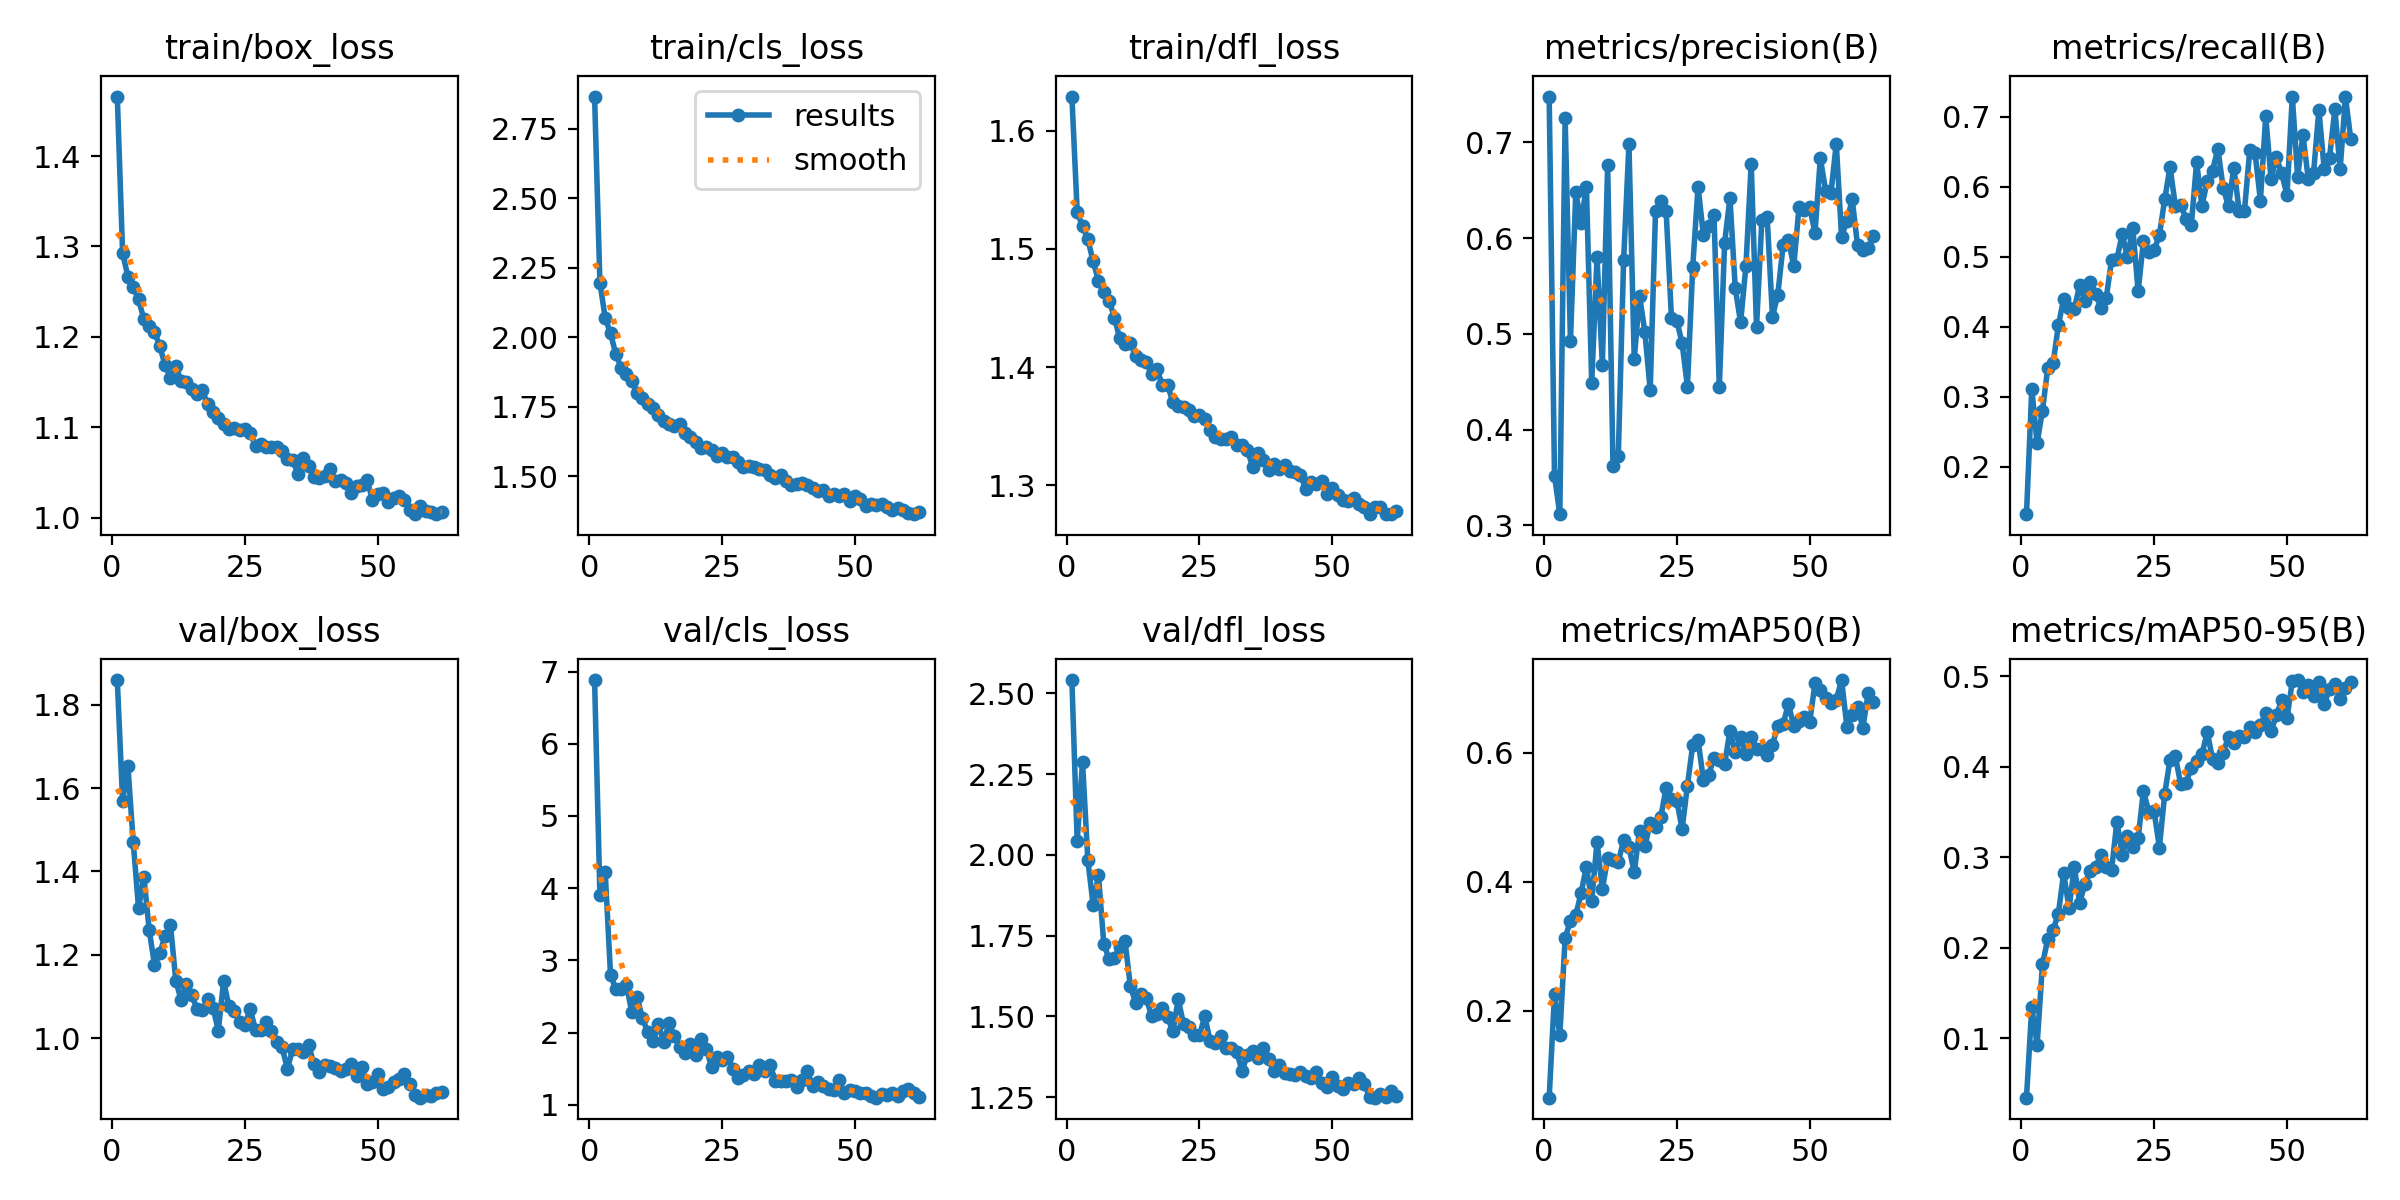 train/box_loss
train/cls_loss
train/dfl_loss
metrics/precision(B)
metrics/recall(B)
results
smooth
1.4
1.3
1.2
1.1
1.0
0 25 50
2.75
2.50
2.25
2.00
1.75
1.50
0 25 50
1.6
1.5
1.4
1.3
0 25 50
0.7
0.6
0.5
0.4
0.3
0 25 50
0.7
0.6
0.5
0.4
0.3
0.2
0 25 50
val/box_loss
val/cls_loss
val/dfl_loss
metrics/mAP50(B)
metrics/mAP50-95(B)
1.8
1.6
1.4
1.2
1.0
0 25 50
7
6
5
4
3
2
1
0 25 50
2.50
2.25
2.00
1.75
1.50
1.25
0 25 50
0.6
0.4
0.2
0 25 50
0.5
0.4
0.3
0.2
0.1
0 25 50